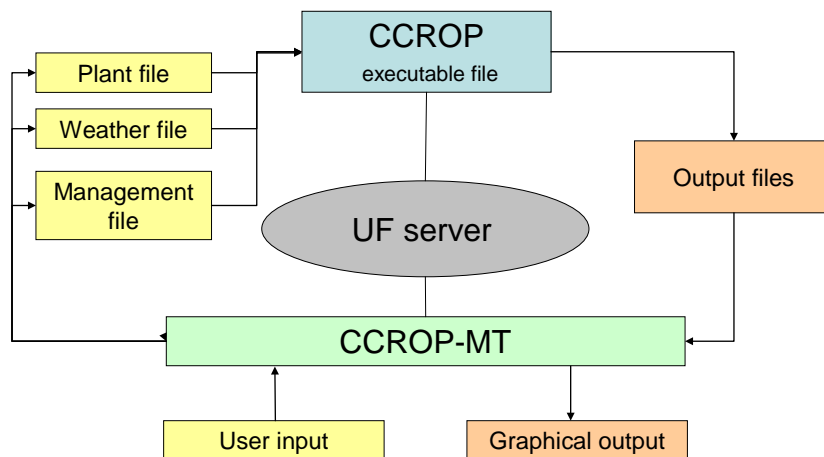 CCROP
executable file
Plant file
Weather file
Management
file
Output files
UF server
CCROP-MT
User input
Graphical output